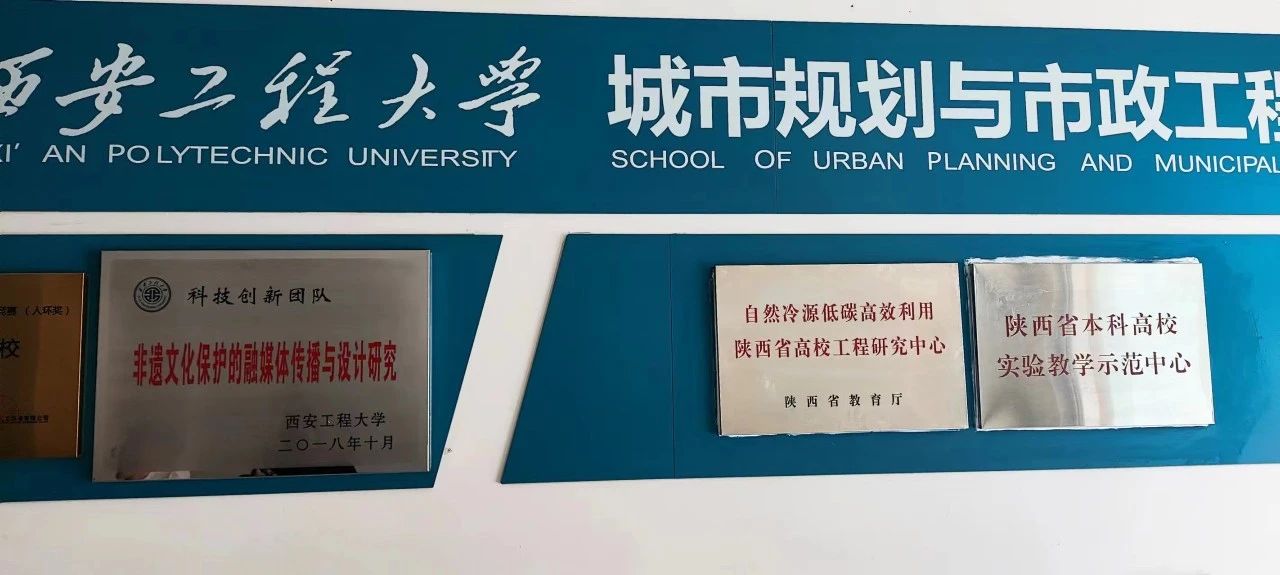 西安工程大学
XI' AN POLYTECHNIC UNIVERSITY
城市规划与市政工程
SCHOOL OF URBAN PLANNING AND MUNICIPAL
（人环奖）
校
科技创新团队
非遗文化保护的融媒体传播与设计研究
西安工程大学
二〇一八年十月
自然冷源低碳高效利用
陕西省高校工程研究中心
陕西省教育厅
陕西省本科高校
实验教学示范中心